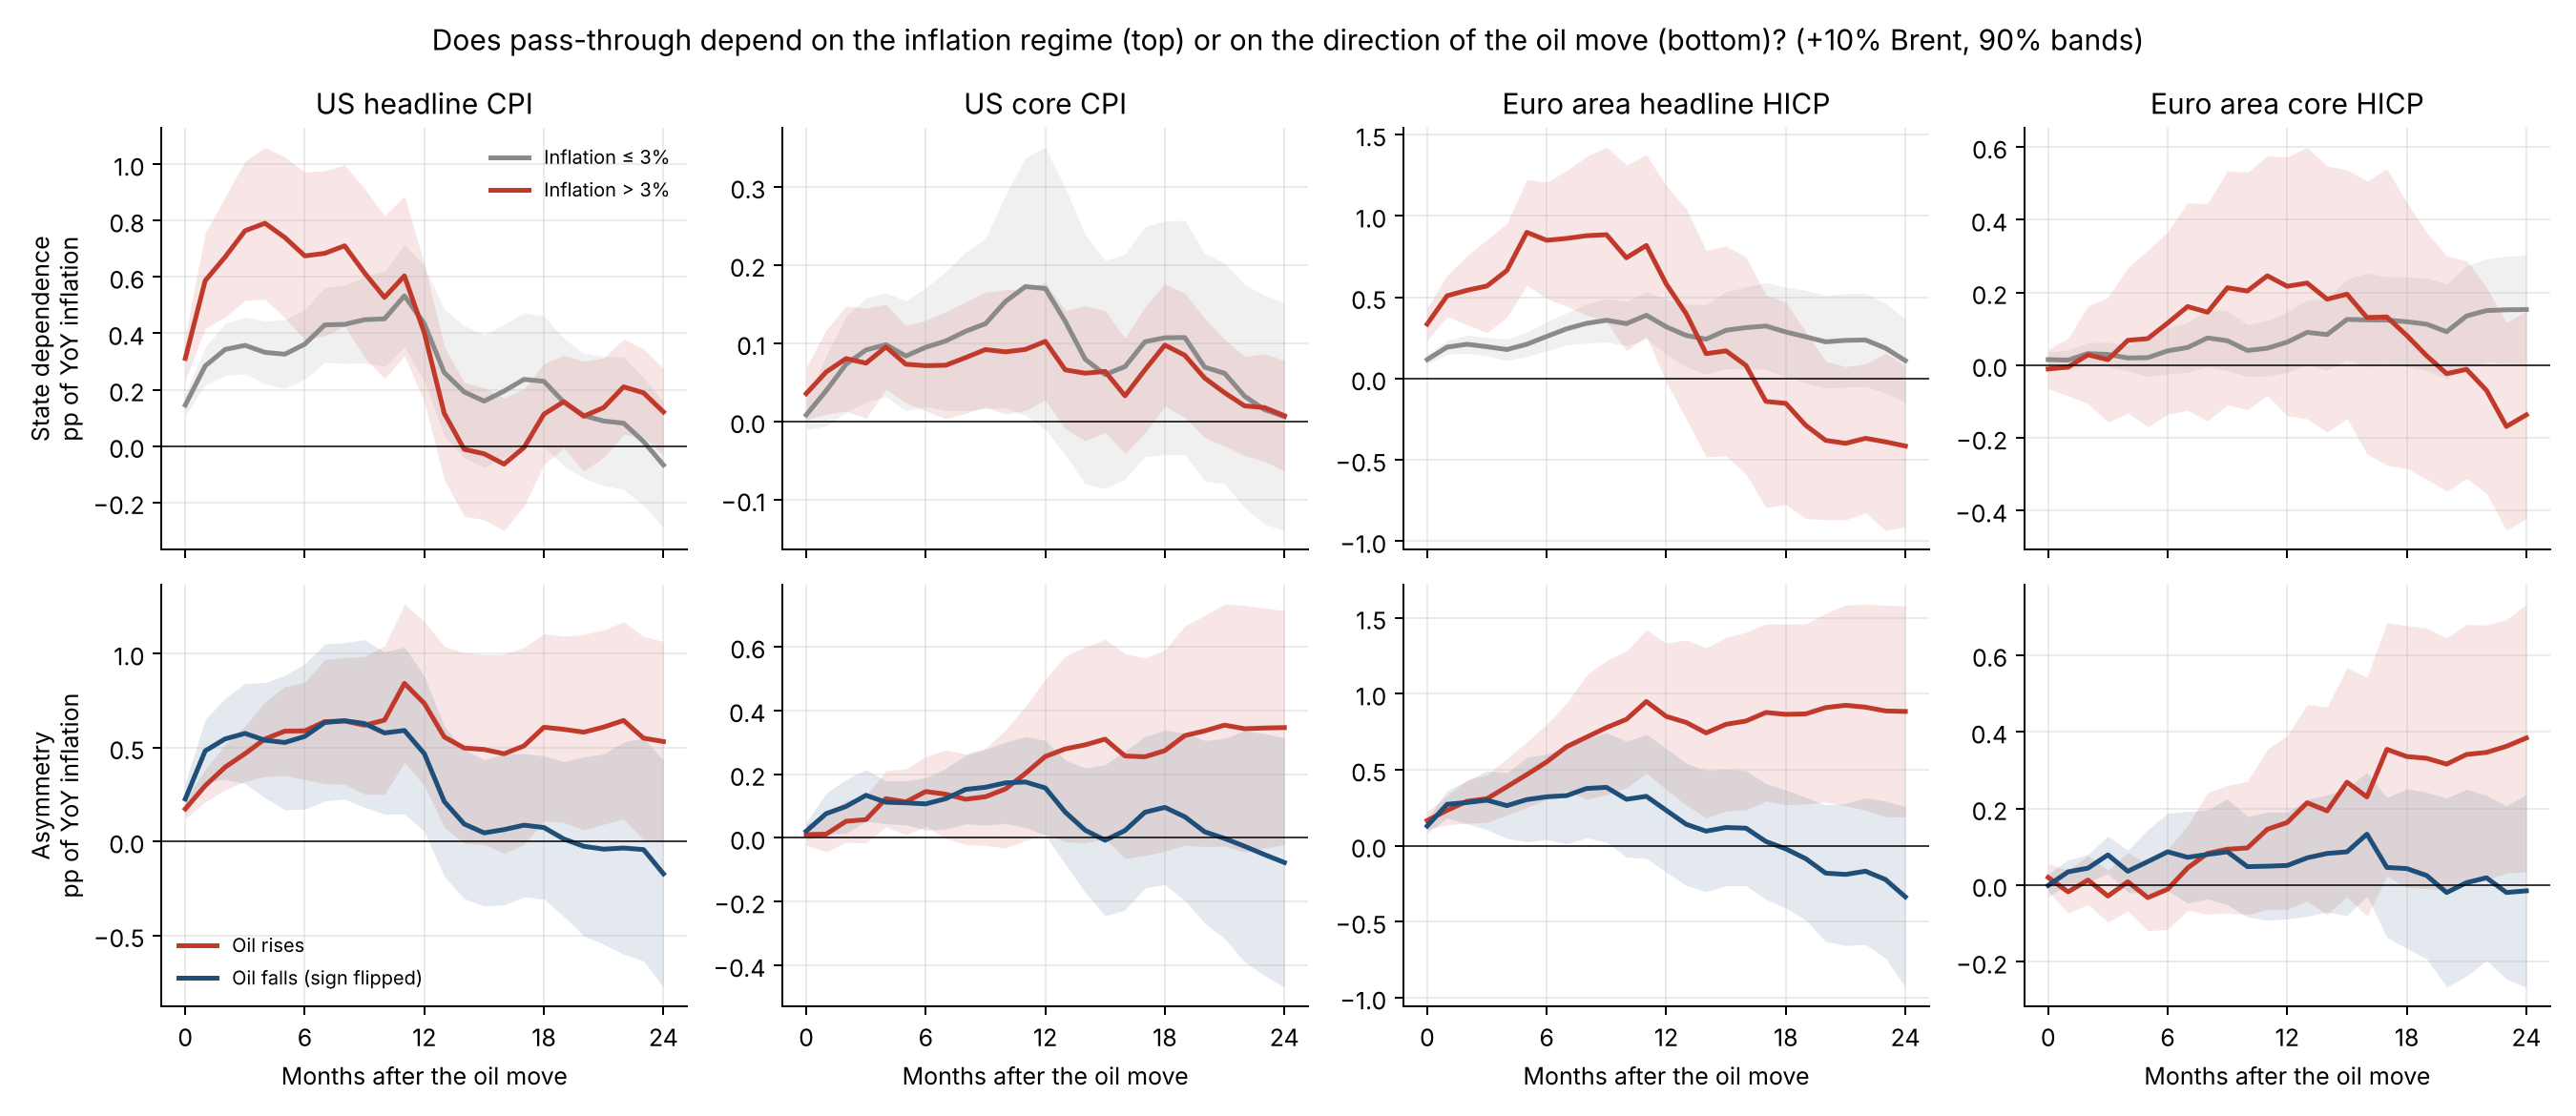 Does pass-through depend on the inflation regime (top) or on the direction of the oil move (bottom)? (+10% Brent, 90% bands)
US headline CPI
US core CPI
Euro area headline HICP
Euro area core HICP
State dependence
pp of YoY inflation
1.0
0.8
0.6
0.4
0.2
0.0
−0.2
Inflation ≤ 3%
Inflation > 3%
0.3
0.2
0.1
0.0
−0.1
1.5
1.0
0.5
0.0
−0.5
−1.0
0.6
0.4
0.2
0.0
−0.2
−0.4
Asymmetry
pp of YoY inflation
1.0
0.5
0.0
−0.5
Oil rises
Oil falls (sign flipped)
0 6 12 18 24
Months after the oil move
0.6
0.4
0.2
0.0
−0.2
−0.4
0 6 12 18 24
Months after the oil move
1.5
1.0
0.5
0.0
−0.5
−1.0
0 6 12 18 24
Months after the oil move
0.6
0.4
0.2
0.0
−0.2
0 6 12 18 24
Months after the oil move